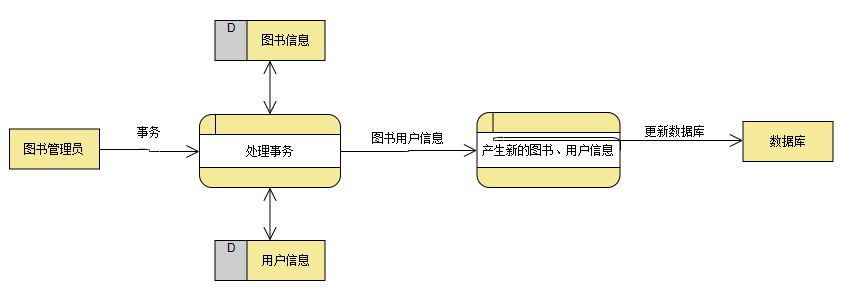 D
图书信息
图书管理员
事务
处理事务
图书用户信息
产生新的图书、用户信息
更新数据库
数据库
D
用户信息